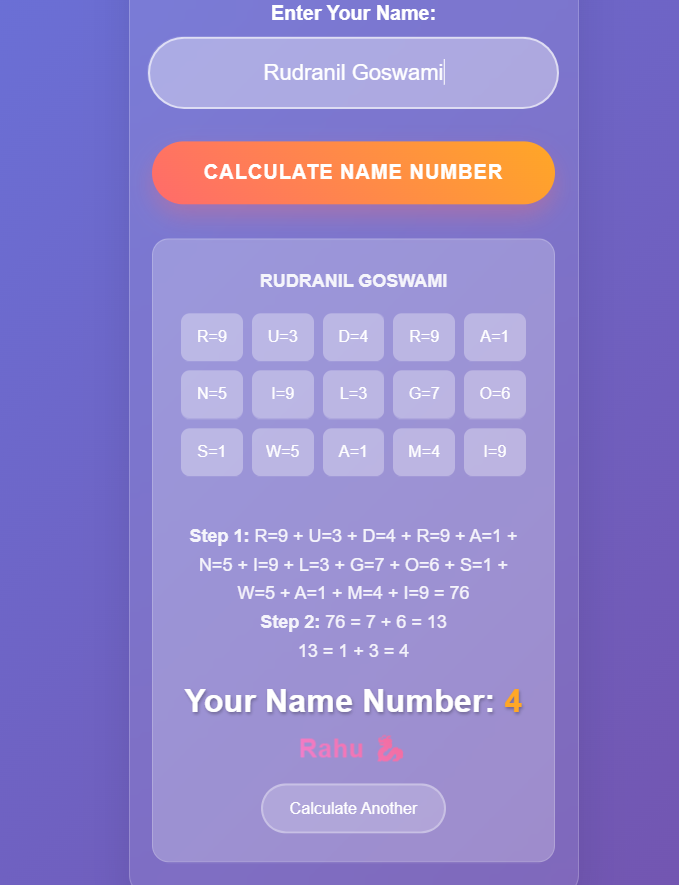 Enter Your Name:
Rudranil Goswami
CALCULATE NAME NUMBER
RUDRANIL GOSWAMI
R=9 U=3 D=4 R=9 A=1
N=5 I=9 L=3 G=7 O=6
S=1 W=5 A=1 M=4 I=9
Step 1: R=9 + U=3 + D=4 + R=9 + A=1 +
N=5 + I=9 + L=3 + G=7 + O=6 + S=1 +
W=5 + A=1 + M=4 + I=9 = 76
Step 2: 76 = 7 + 6 = 13
13 = 1 + 3 = 4
Your Name Number: 4
Rahu
Calculate Another